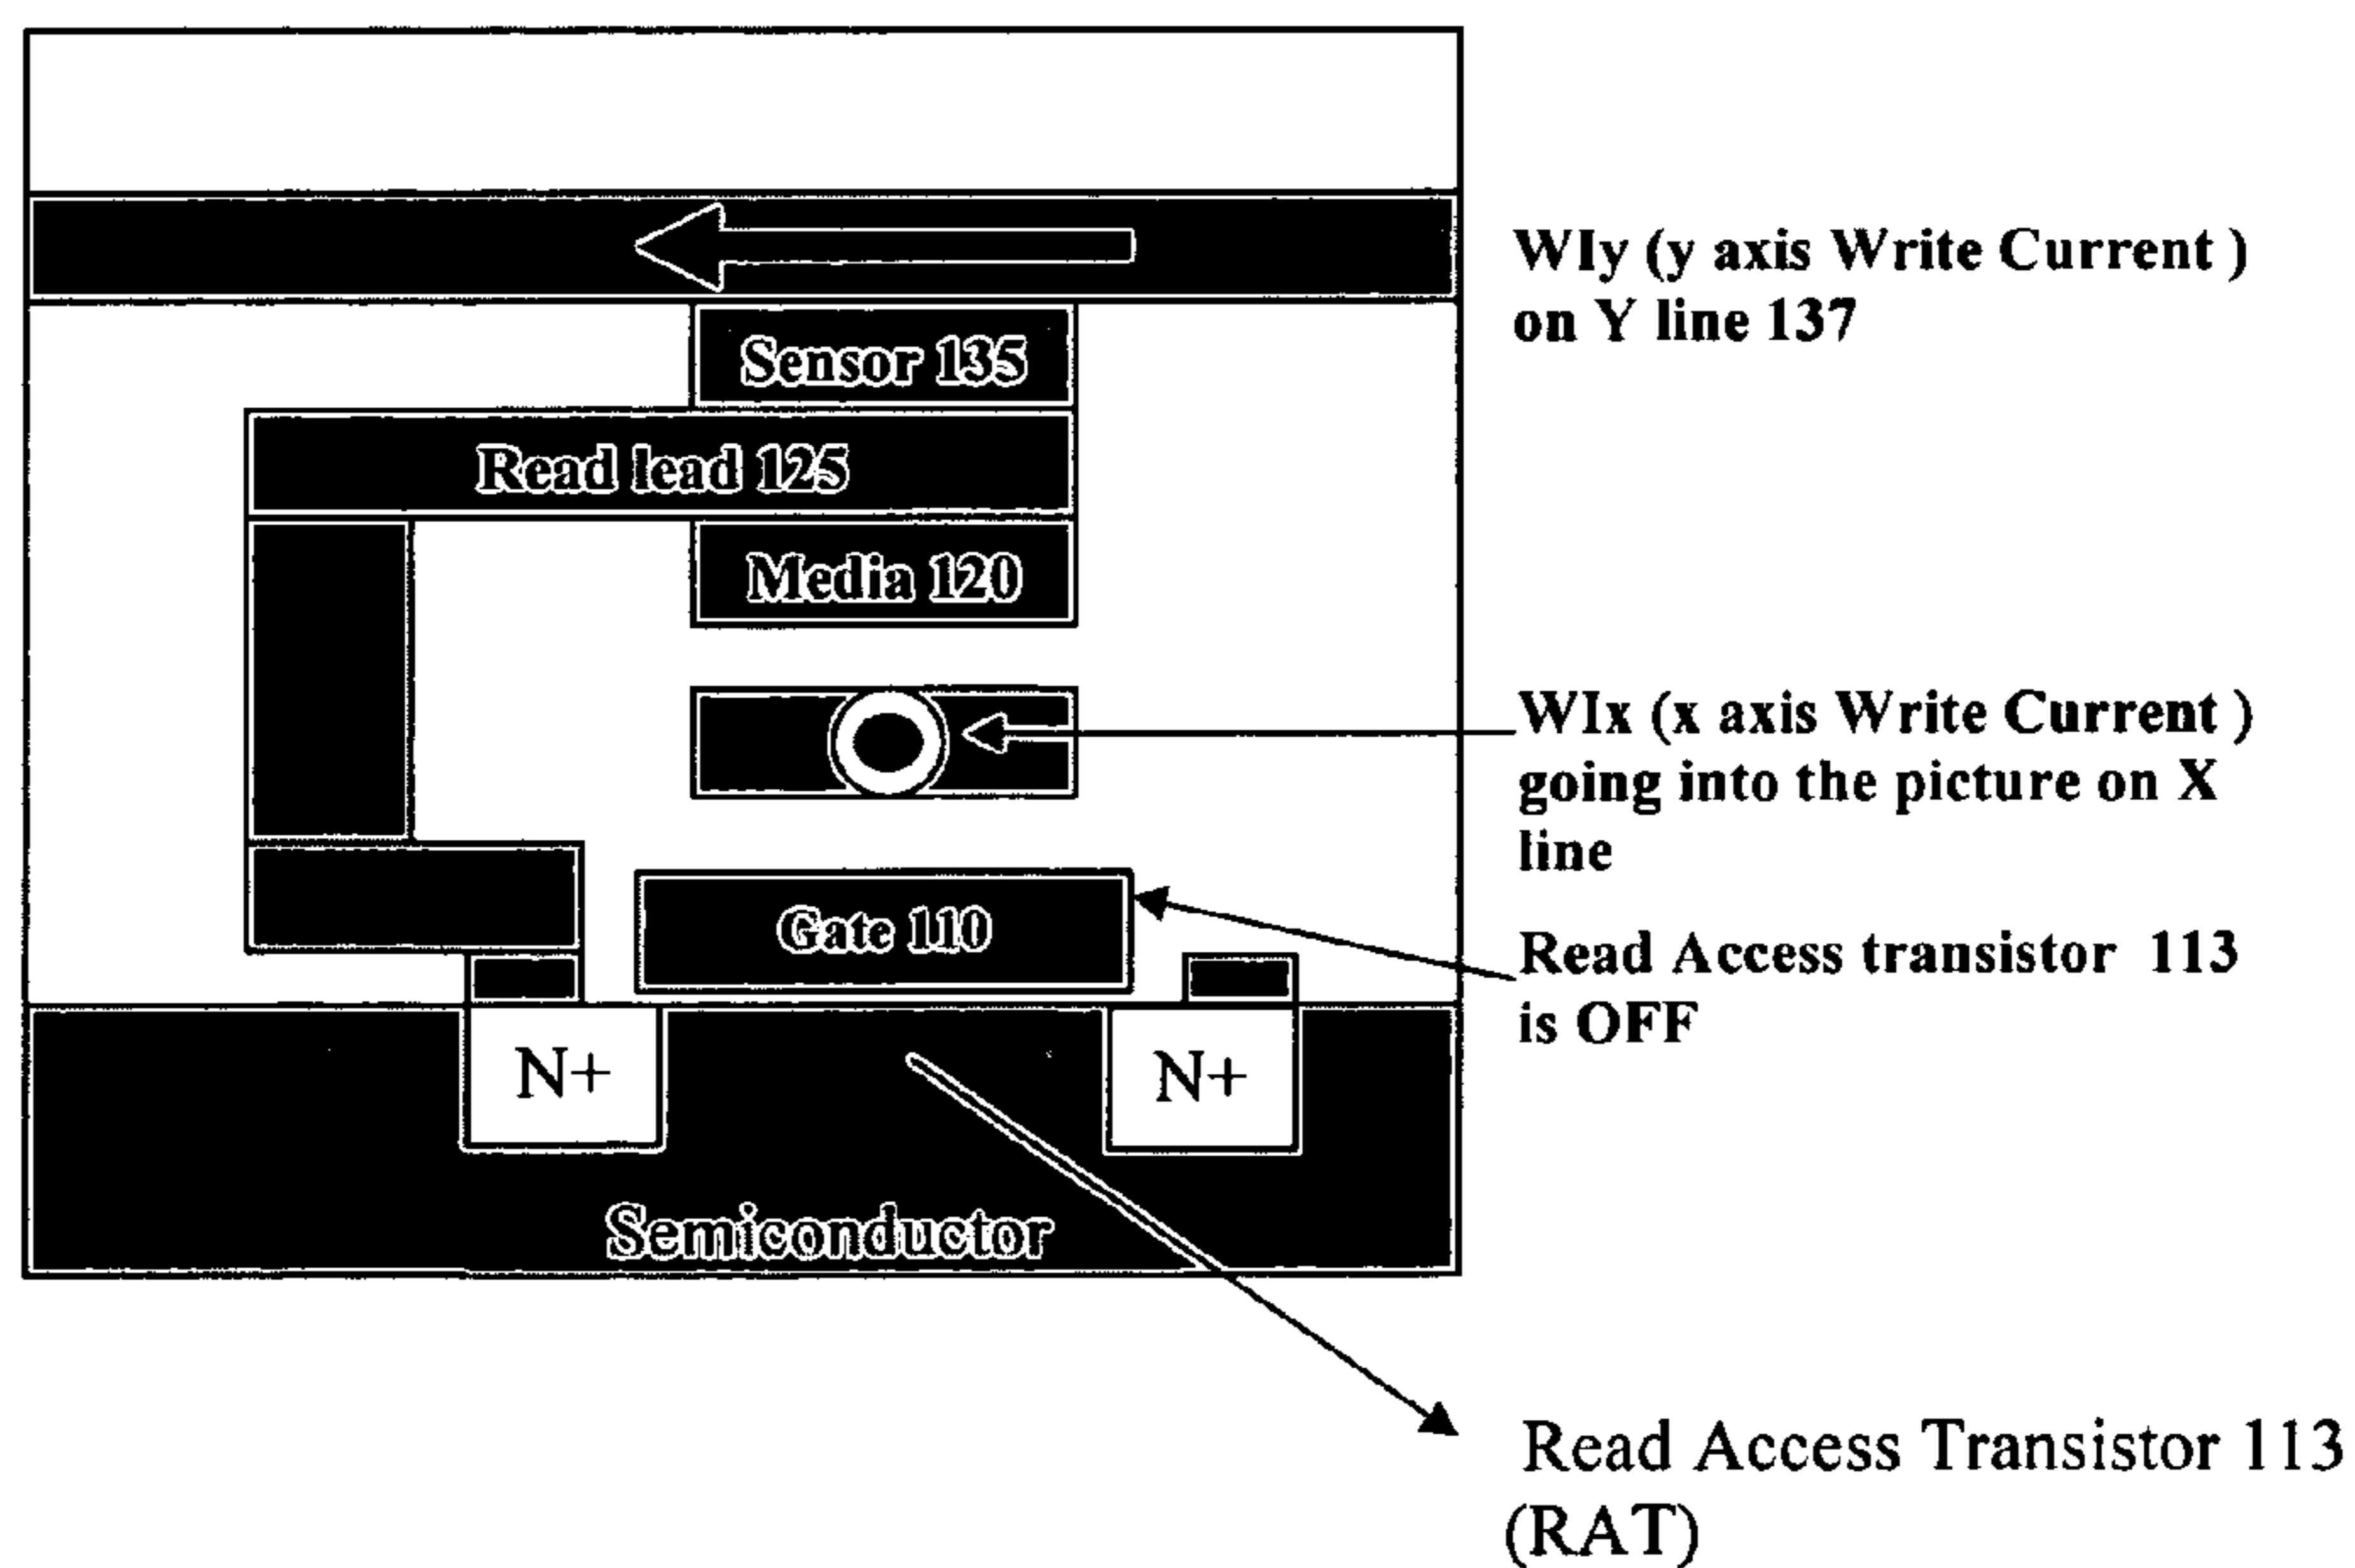 WIy (y axis Write Current )
on Y line 137
Sensor 135
Read lead 125
Media 120
WIx (x axis Write Current )
going into the picture on X
line
Gate 110
Read Access transistor 113
is OFF
N+
N+
Semiconductor
Read Access Transistor 113
(RAT)